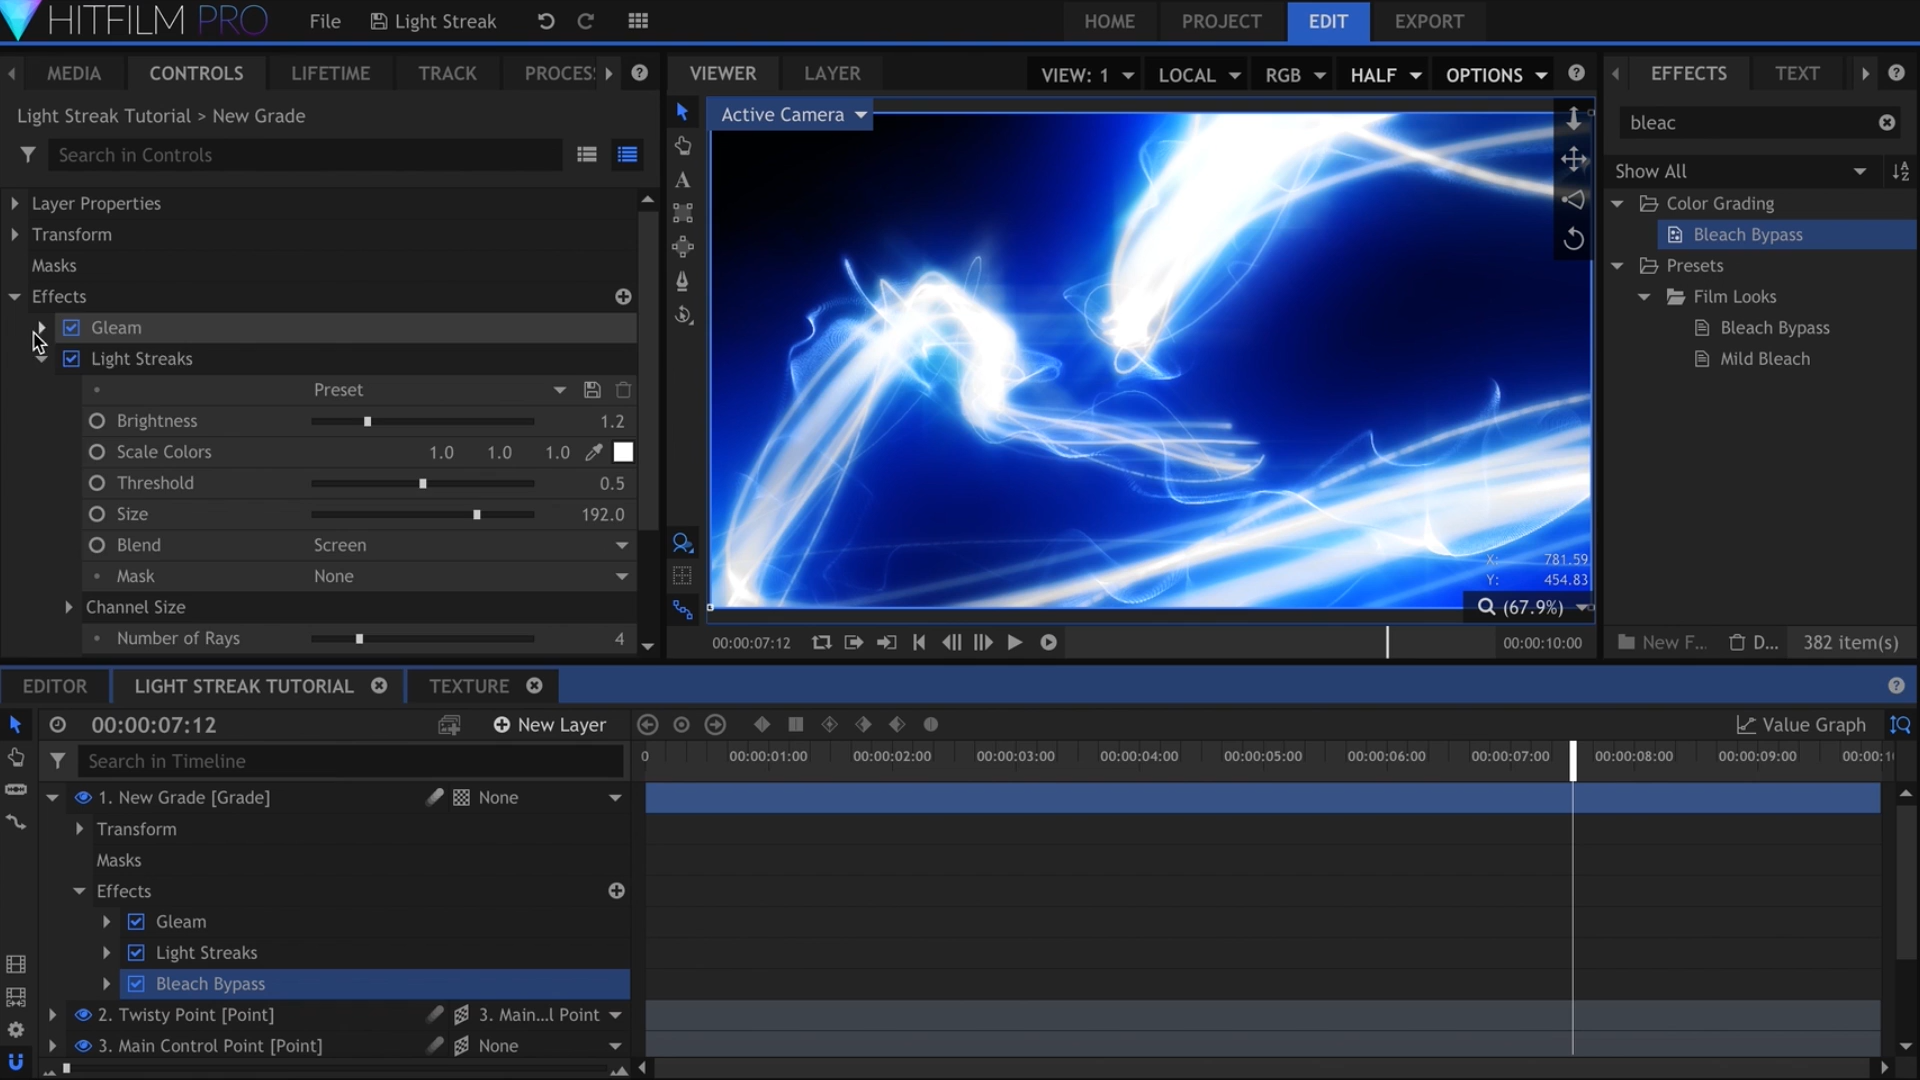 HITFILM PRO
File
Light Streak
HOME
PROJECT
EDIT
EXPORT
MEDIA
CONTROLS
LIFETIME
TRACK
PROCES
Light Streak Tutorial > New Grade
Search in Controls
Layer Properties
Transform
Masks
Effects
Gleam
Light Streaks
Preset
Brightness 1.2
Scale Colors 1.0 1.0 1.0
Threshold 0.5
Size 192.0
Blend Screen
Mask None
Channel Size
Number of Rays 4
VIEWER
LAYER
VIEW: 1
LOCAL
RGB
HALF
OPTIONS
Active Camera
X: 781.59
Y: 454.83
(67.9%)
00:00:07:12
00:00:10:00
EFFECTS
TEXT
bleac
Show All
Color Grading
Bleach Bypass
Presets
Film Looks
Bleach Bypass
Mild Bleach
New F...
D...
382 item(s)
EDITOR
LIGHT STREAK TUTORIAL
TEXTURE
00:00:07:12
New Layer
Value Graph
Search in Timeline
0 00:00:01:00 00:00:02:00 00:00:03:00 00:00:04:00 00:00:05:00 00:00:06:00 00:00:07:00 00:00:08:00 00:00:09:00 00:00:1
1. New Grade [Grade] None
Transform
Masks
Effects
Gleam
Light Streaks
Bleach Bypass
2. Twisty Point [Point] 3. Main...l Point
3. Main Control Point [Point] None